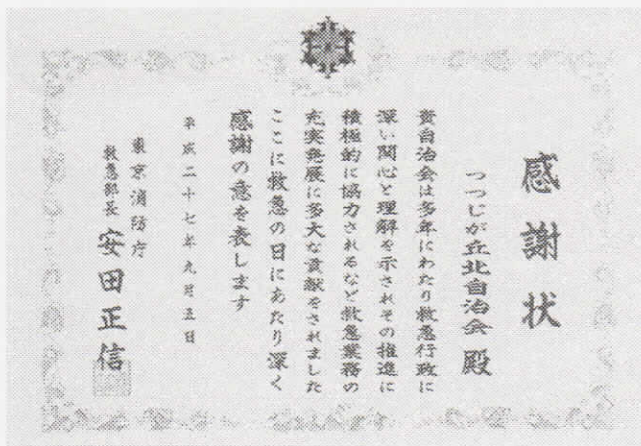 感謝状
つつじが丘北自治会 殿
貴自治会は多年にわたり救急行政に
深い関心と理解を示されその推進に
積極的に協力されるなど救急業務の
充実発展に多大な貢献をされました
ここに救急の日にあたり深く
感謝の意を表します
平成二十七年九月五日
東京消防庁
救急部長 安田正信